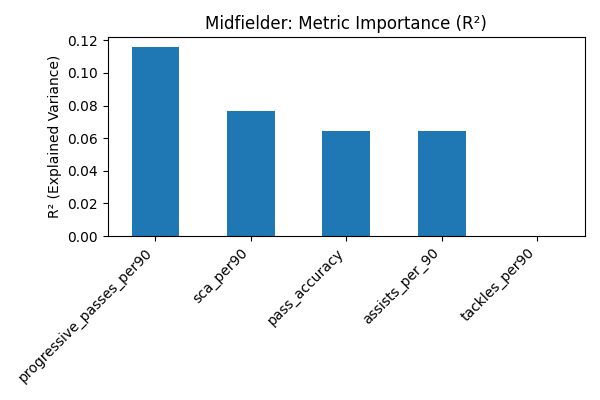 Midfielder: Metric Importance (R²)
R² (Explained Variance)
0.12
0.10
0.08
0.06
0.04
0.02
0.00
progressive_passes_per90
sca_per90
pass_accuracy
assists_per_90
tackles_per90